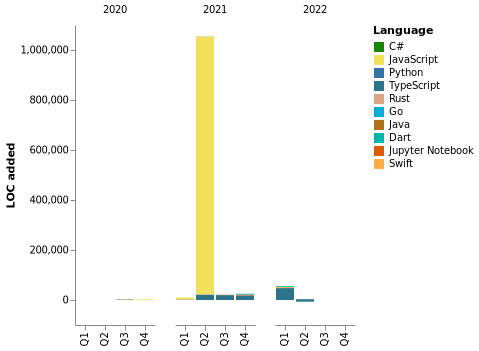 2020 2021 2022
Language
C#
JavaScript
Python
TypeScript
Rust
Go
Java
Dart
Jupyter Notebook
Swift
LOC added
1,000,000
800,000
600,000
400,000
200,000
0
Q1 Q2 Q3 Q4 Q1 Q2 Q3 Q4 Q1 Q2 Q3 Q4